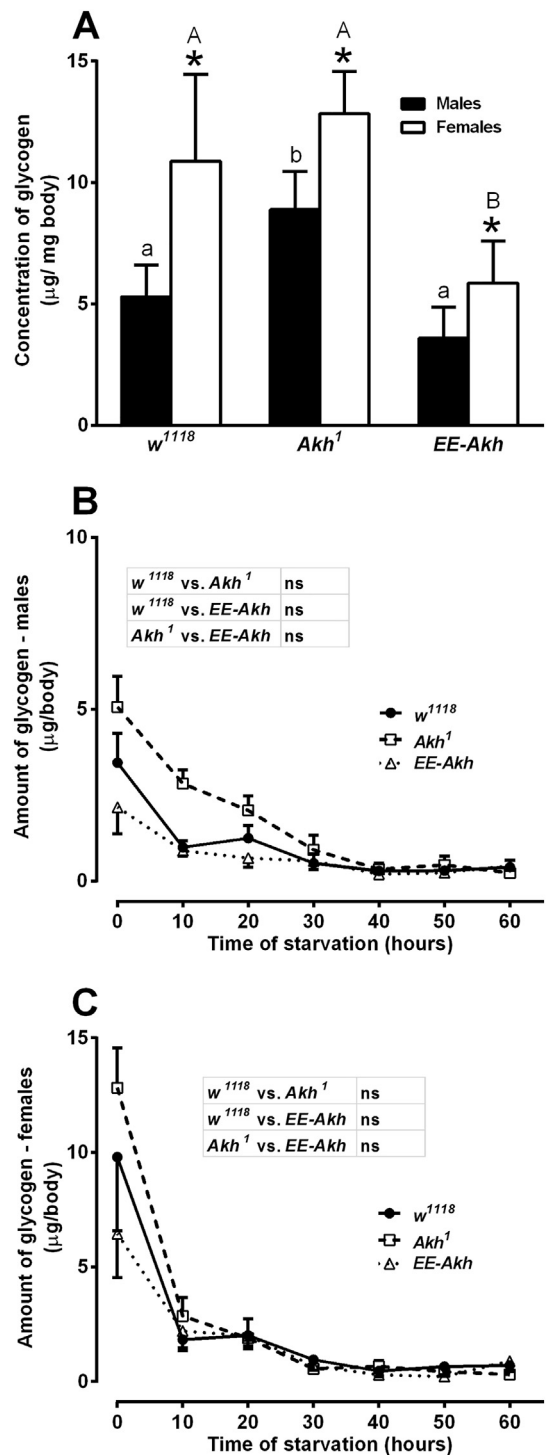 A
Concentration of glycogen
(µg/ mg body)
15
10
5
0
A
*
a
A
*
b
B
*
a
Males
Females
w1118
Akh1
EE-Akh
B
Amount of glycogen - males
(µg/body)
10
5
0
w1118 vs. Akh1 ns
w1118 vs. EE-Akh ns
Akh1 vs. EE-Akh ns
w1118
Akh1
EE-Akh
0 10 20 30 40 50 60
Time of starvation (hours)
C
Amount of glycogen - females
(µg/body)
15
10
5
0
w1118 vs. Akh1 ns
w1118 vs. EE-Akh ns
Akh1 vs. EE-Akh ns
w1118
Akh1
EE-Akh
0 10 20 30 40 50 60
Time of starvation (hours)